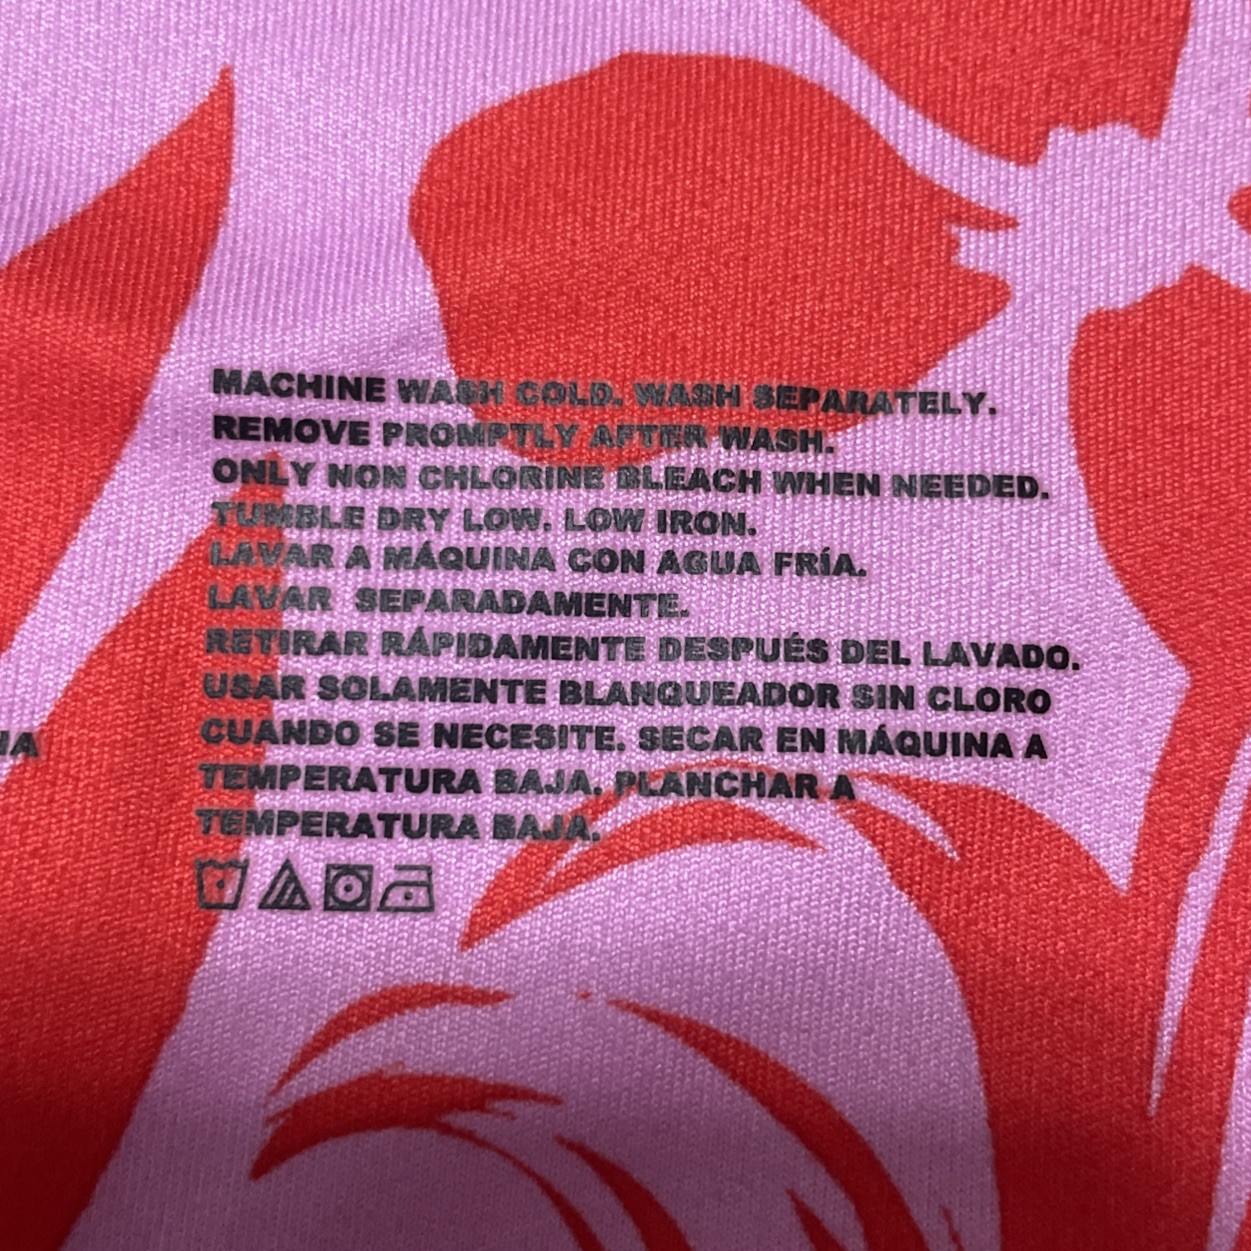 MACHINE WASH COLD. WASH SEPARATELY.
REMOVE PROMPTLY AFTER WASH.
ONLY NON CHLORINE BLEACH WHEN NEEDED.
TUMBLE DRY LOW. LOW IRON.
LAVAR A MÁQUINA CON AGUA FRÍA.
LAVAR SEPARADAMENTE.
RETIRAR RÁPIDAMENTE DESPUÉS DEL LAVADO.
USAR SOLAMENTE BLANQUEADOR SIN CLORO
CUANDO SE NECESITE. SECAR EN MÁQUINA A
TEMPERATURA BAJA. PLANCHAR A
TEMPERATURA BAJA.